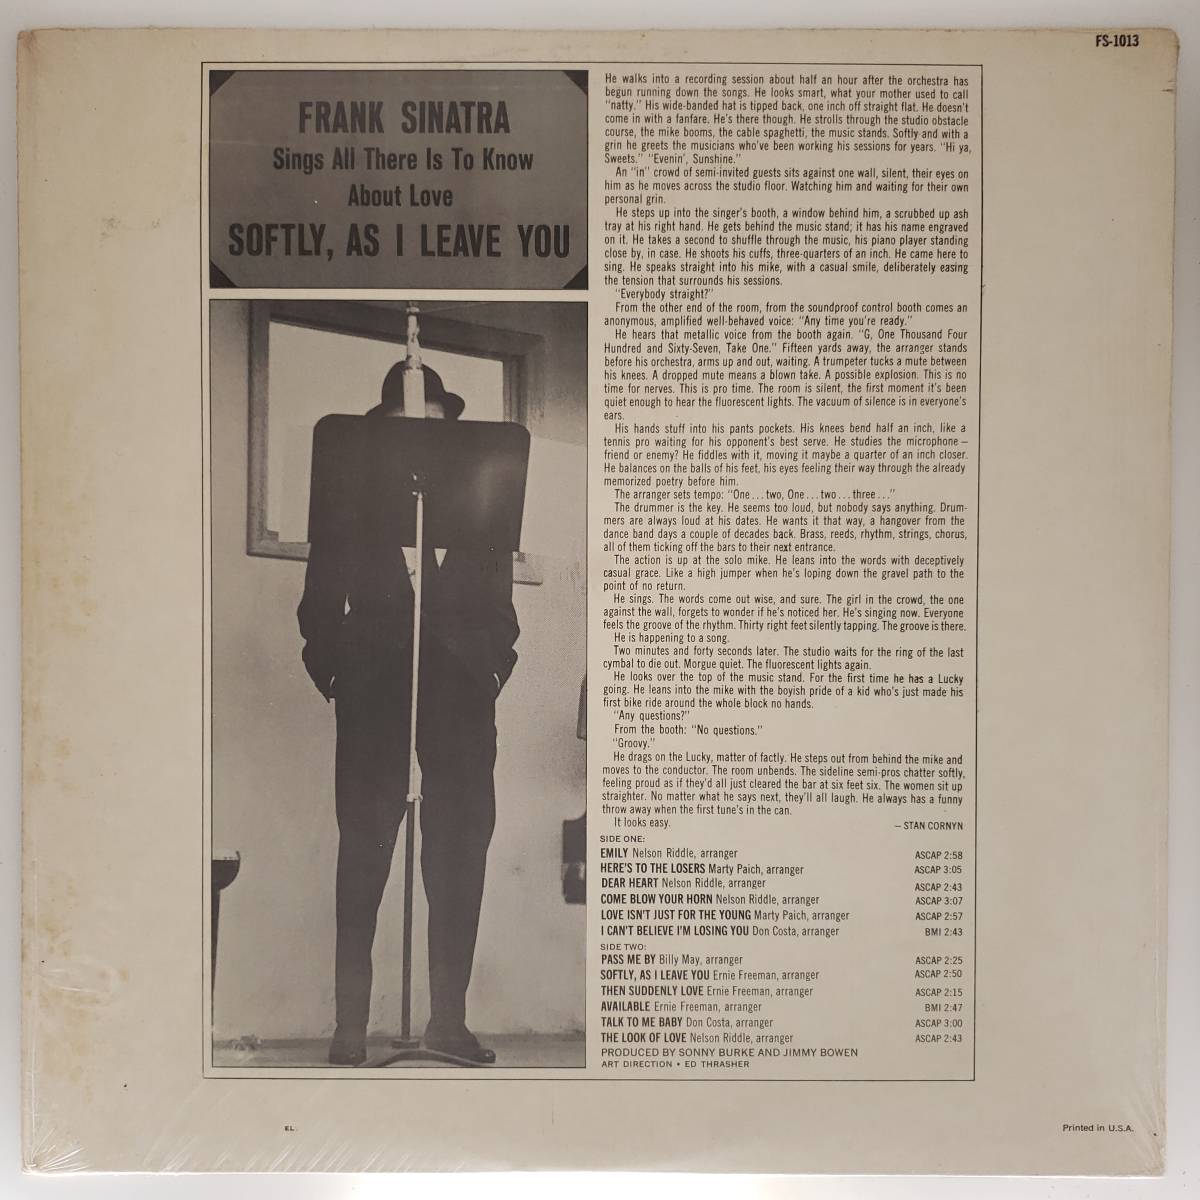 FS-1013
FRANK SINATRA
Sings All There Is To Know
About Love
SOFTLY, AS I LEAVE YOU
He walks into a recording session about half an hour after the orchestra has
begun running down the songs. He looks smart, what your mother used to call
"natty." His wide-banded hat is tipped back, one inch off straight flat. He doesn't
come in with a fanfare. He's there though. He strolls through the studio obstacle
course, the mike booms, the cable spaghetti, the music stands. Softly and with a
grin he greets the musicians who've been working his sessions for years. "Hi ya,
Sweets." "Evenin', Sunshine."
An "in" crowd of semi-invited guests sits against one wall, silent, their eyes on
him as he moves across the studio floor. Watching him and waiting for their own
personal grin.
He steps up into the singer's booth, a window behind him, a scrubbed up ash
tray at his right hand. He gets behind the music stand; it has his name engraved
on it. He takes a second to shuffle through the music, his piano player standing
close by, in case. He shoots his cuffs, three-quarters of an inch. He came here to
sing. He speaks straight into his mike, with a casual smile, deliberately easing
the tension that surrounds his sessions.
"Everybody straight?"
From the other end of the room, from the soundproof control booth comes an
anonymous, amplified well-behaved voice: "Any time you're ready."
He hears that metallic voice from the booth again. "G, One Thousand Four
Hundred and Sixty-Seven, Take One." Fifteen yards away, the arranger stands
before his orchestra, arms up and out, waiting. A trumpeter tucks a mute between
his knees. A dropped mute means a blown take. A possible explosion. This is no
time for nerves. This is pro time. The room is silent, the first moment it's been
quiet enough to hear the fluorescent lights. The vacuum of silence is in everyone's
ears.
His hands stuff into his pants pockets. His knees bend half an inch, like a
tennis pro waiting for his opponent's best serve. He studies the microphone —
friend or enemy? He fiddles with it, moving it maybe a quarter of an inch closer.
He balances on the balls of his feet, his eyes feeling their way through the already
memorized poetry before him.
The arranger sets tempo: "One...two, One...two...three..."
The drummer is the key. He seems too loud, but nobody says anything. Drum-
mers are always loud at his dates. He wants it that way, a hangover from the
dance band days a couple of decades back. Brass, reeds, rhythm, strings, chorus,
all of them ticking off the bars to their next entrance.
The action is up at the solo mike. He leans into the words with deceptively
casual grace. Like a high jumper when he's loping down the gravel path to the
point of no return.
He sings. The words come out wise, and sure. The girl in the crowd, the one
against the wall, forgets to wonder if he's noticed her. He's singing now. Everyone
feels the groove of the rhythm. Thirty right feet silently tapping. The groove is there.
He is happening to a song.
Two minutes and forty seconds later. The studio waits for the ring of the last
cymbal to die out. Morgue quiet. The fluorescent lights again.
He looks over the top of the music stand. For the first time he has a Lucky
going. He leans into the mike with the boyish pride of a kid who's just made his
first bike ride around the whole block no hands.
"Any questions?"
From the booth: "No questions."
"Groovy."
He drags on the Lucky, matter of factly. He steps out from behind the mike and
moves to the conductor. The room unbends. The sideline semi-pros chatter softly,
feeling proud as if they'd all just cleared the bar at six feet six. The women sit up
straighter. No matter what he says next, they'll all laugh. He always has a funny
throw away when the first tune's in the can.
It looks easy. — STAN CORNYN
SIDE ONE:
EMILY Nelson Riddle, arranger ASCAP 2:58
HERE'S TO THE LOSERS Marty Paich, arranger ASCAP 3:05
DEAR HEART Nelson Riddle, arranger ASCAP 2:43
COME BLOW YOUR HORN Nelson Riddle, arranger ASCAP 3:07
LOVE ISN'T JUST FOR THE YOUNG Marty Paich, arranger ASCAP 2:57
I CAN'T BELIEVE I'M LOSING YOU Don Costa, arranger BMI 2:43
SIDE TWO:
PASS ME BY Billy May, arranger ASCAP 2:25
SOFTLY, AS I LEAVE YOU Ernie Freeman, arranger ASCAP 2:50
THEN SUDDENLY LOVE Ernie Freeman, arranger ASCAP 2:15
AVAILABLE Ernie Freeman, arranger BMI 2:47
TALK TO ME BABY Don Costa, arranger ASCAP 3:00
THE LOOK OF LOVE Nelson Riddle, arranger ASCAP 2:43
PRODUCED BY SONNY BURKE AND JIMMY BOWEN
ART DIRECTION • ED THRASHER
EL. Printed in U.S.A.